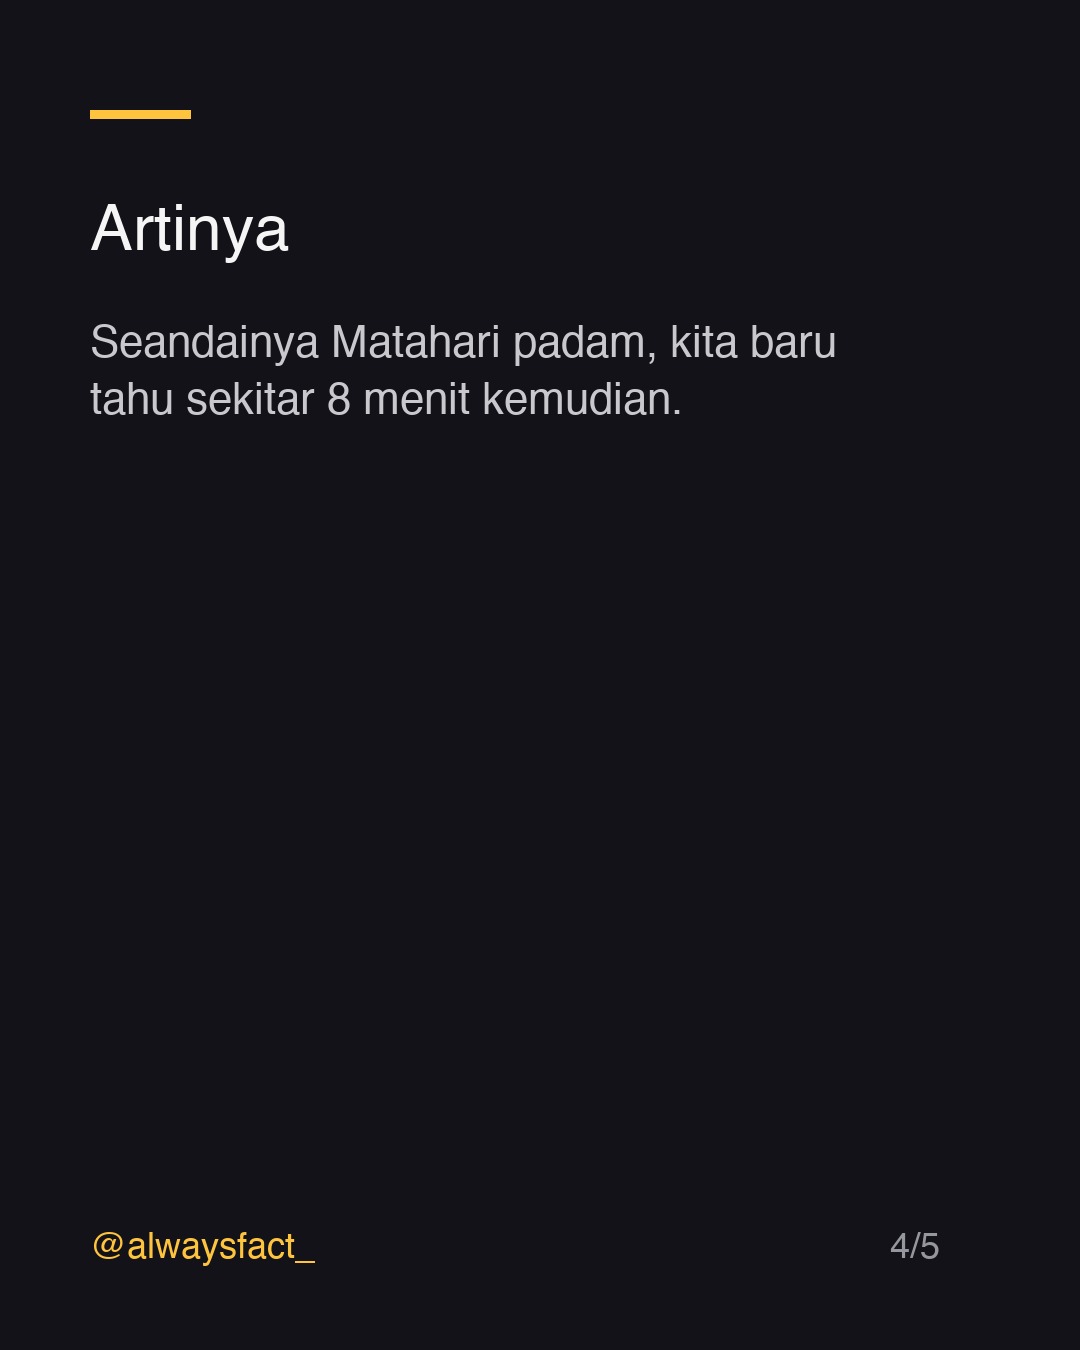 Artinya
Seandainya Matahari padam, kita baru
tahu sekitar 8 menit kemudian.
@alwaysfact_
4/5